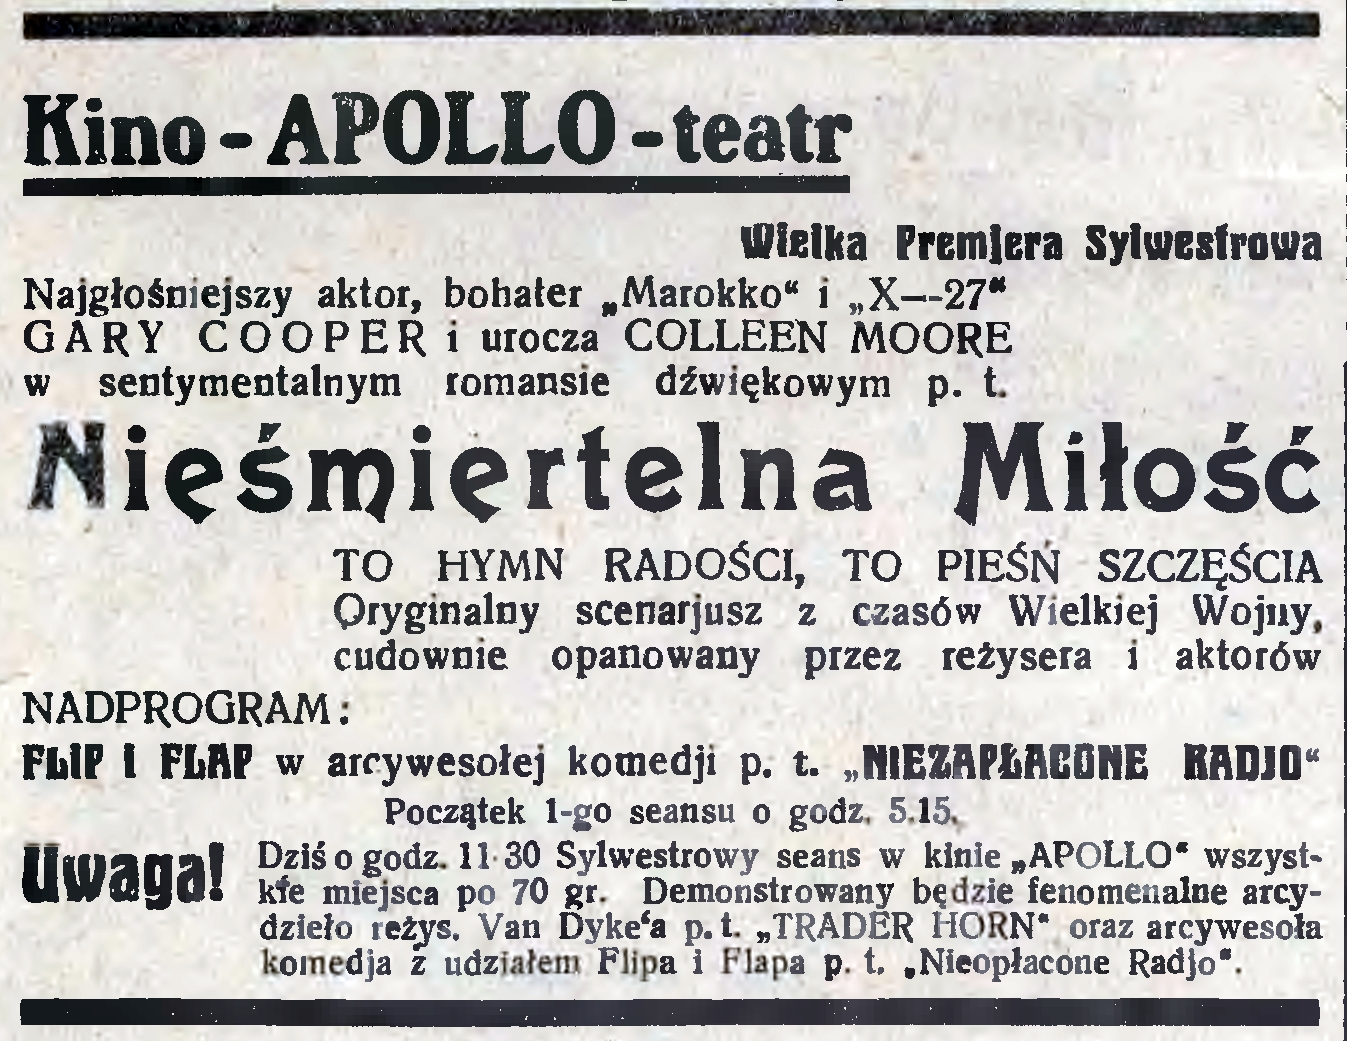 Kino - APOLLO - teatr
Wielka Premjera Sylwestrowa
Najgłośniejszy aktor, bohater „Marokko“ i „X—-27“
GARY COOPER i urocza COLLEEN MOORE
w sentymentalnym romansie dźwiękowym p. t.
Nieśmiertelna Miłość
TO HYMN RADOŚCI, TO PIEŚŃ SZCZĘŚCIA
Oryginalny scenarjusz z czasów Wielkiej Wojny,
cudownie opanowany przez reżysera i aktorów
NADPROGRAM:
FLIP I FLAP w arcywesołej komedji p. t. „NIEZAPŁACONE RADJO“
Początek 1-go seansu o godz. 5.15.
Uwaga! Dziś o godz. 11·30 Sylwestrowy seans w kinie „APOLLO“ wszyst-
kie miejsca po 70 gr. Demonstrowany będzie fenomenalne arcy-
dzieło reżys. Van Dyke‘a p. t. „TRADER HORN“ oraz arcywesoła
komedja z udziałem Flipa i Flapa p. t. „Nieopłacone Radjo“.